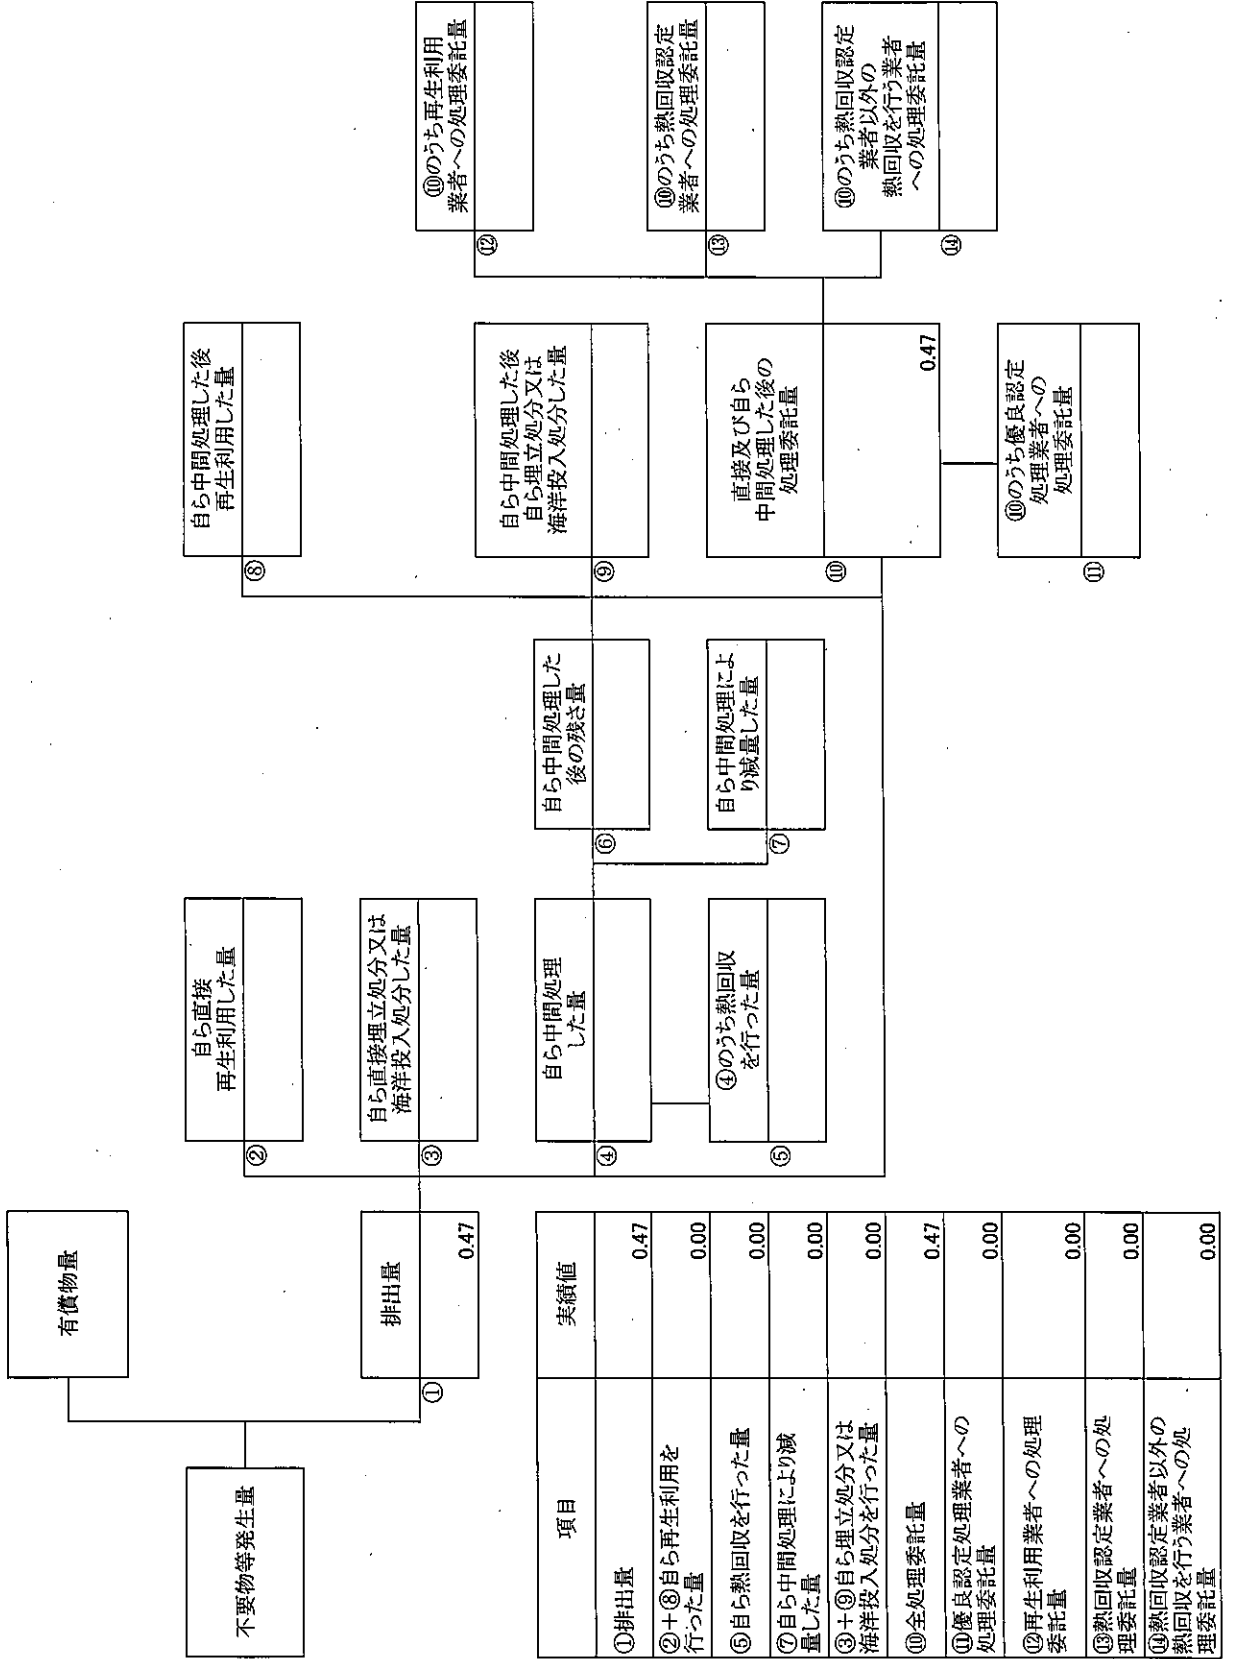 不要物等発生量
有償物量
①
排出量
0.47
②
自ら直接
再生利用した量
③
自ら直接埋立処分又は
海洋投入処分した量
④
自ら中間処理
した量
⑤
④のうち熱回収
を行った量
⑥
自ら中間処理した
後の残さ量
⑦
自ら中間処理によ
り減量した量
⑧
自ら中間処理した後
再生利用した量
⑨
自ら中間処理した後
自ら埋立処分又は
海洋投入処分した量
⑩
直接及び自ら
中間処理した後の
処理委託量
0.47
⑪
⑩のうち優良認定
処理業者への
処理委託量
⑫
⑩のうち再生利用
業者への処理委託量
⑬
⑩のうち熱回収認定
業者への処理委託量
⑭
⑩のうち熱回収認定
業者以外の
熱回収を行う業者
への処理委託量
項目
実績値
①排出量
0.47
②+⑧自ら再生利用を
行った量
0.00
⑤自ら熱回収を行った量
0.00
⑦自ら中間処理により減
量した量
0.00
③+⑨自ら埋立処分又は
海洋投入処分を行った量
0.00
⑩全処理委託量
0.47
⑪優良認定処理業者への
処理委託量
0.00
⑫再生利用業者への処理
委託量
0.00
⑬熱回収認定業者への処
理委託量
0.00
⑭熱回収認定業者以外の
熱回収を行う業者への処
理委託量
0.00